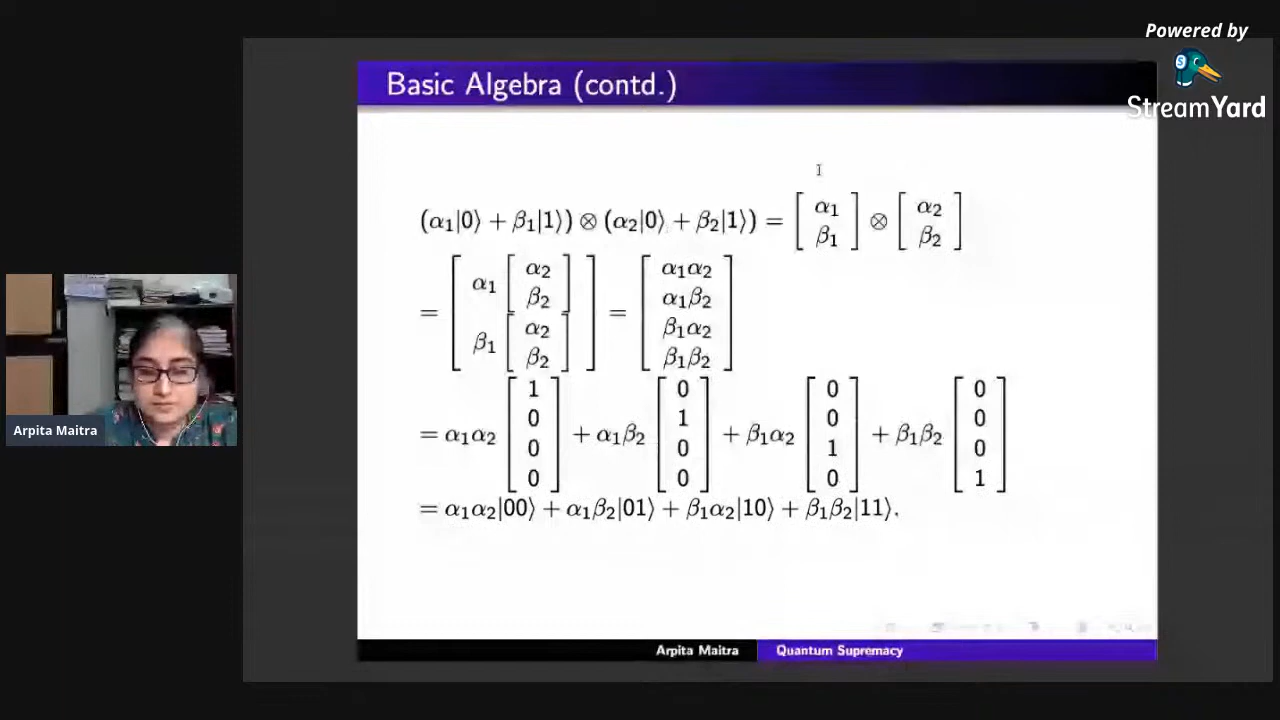 Powered by
StreamYard
Basic Algebra (contd.)
(α₁|0⟩ + β₁|1⟩) ⊗ (α₂|0⟩ + β₂|1⟩) = [ α₁ β₁ ] ⊗ [ α₂ β₂ ]
= [ α₁ [ α₂ β₂ ] β₁ [ α₂ β₂ ] ] = [ α₁α₂ α₁β₂ β₁α₂ β₁β₂ ]
= α₁α₂ [ 1 0 0 0 ] + α₁β₂ [ 0 1 0 0 ] + β₁α₂ [ 0 0 1 0 ] + β₁β₂ [ 0 0 0 1 ]
= α₁α₂|00⟩ + α₁β₂|01⟩ + β₁α₂|10⟩ + β₁β₂|11⟩.
Arpita Maitra
Arpita Maitra Quantum Supremacy